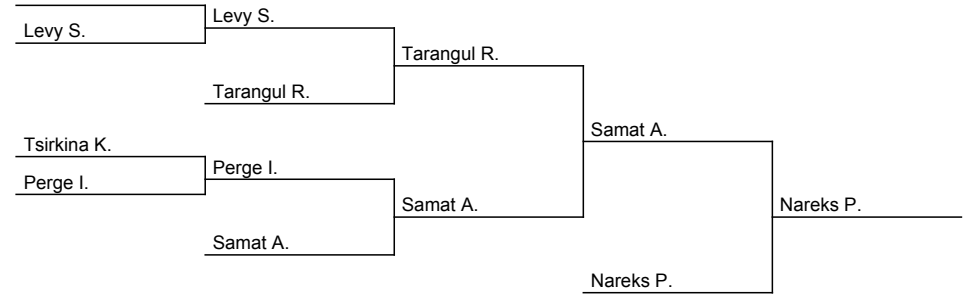 Levy S.
Levy S.
Tarangul R.
Tarangul R.
Samat A.
Tsirkina K.
Perge I.
Perge I.
Samat A.
Nareks P.
Samat A.
Nareks P.